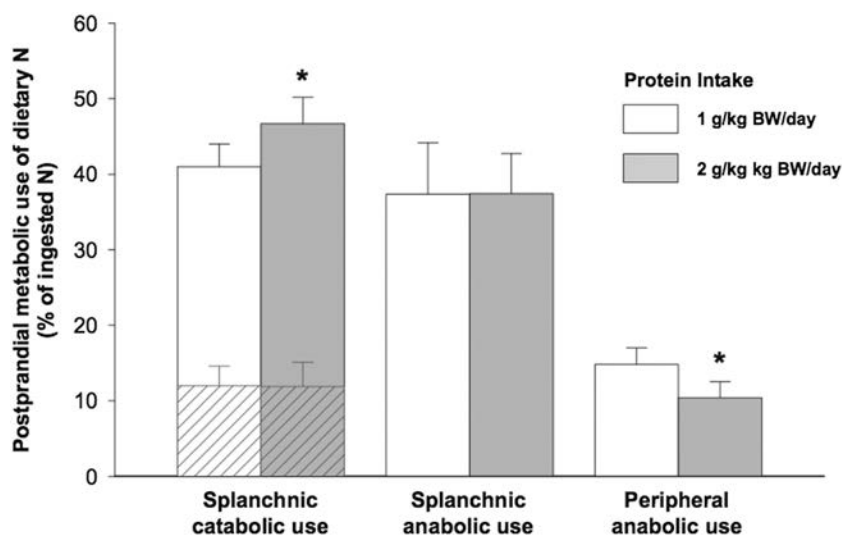 Postprandial metabolic use of dietary N
(% of ingested N)
60
50
40
30
20
10
0
*
*
Protein Intake
1 g/kg BW/day
2 g/kg kg BW/day
Splanchnic
catabolic use
Splanchnic
anabolic use
Peripheral
anabolic use